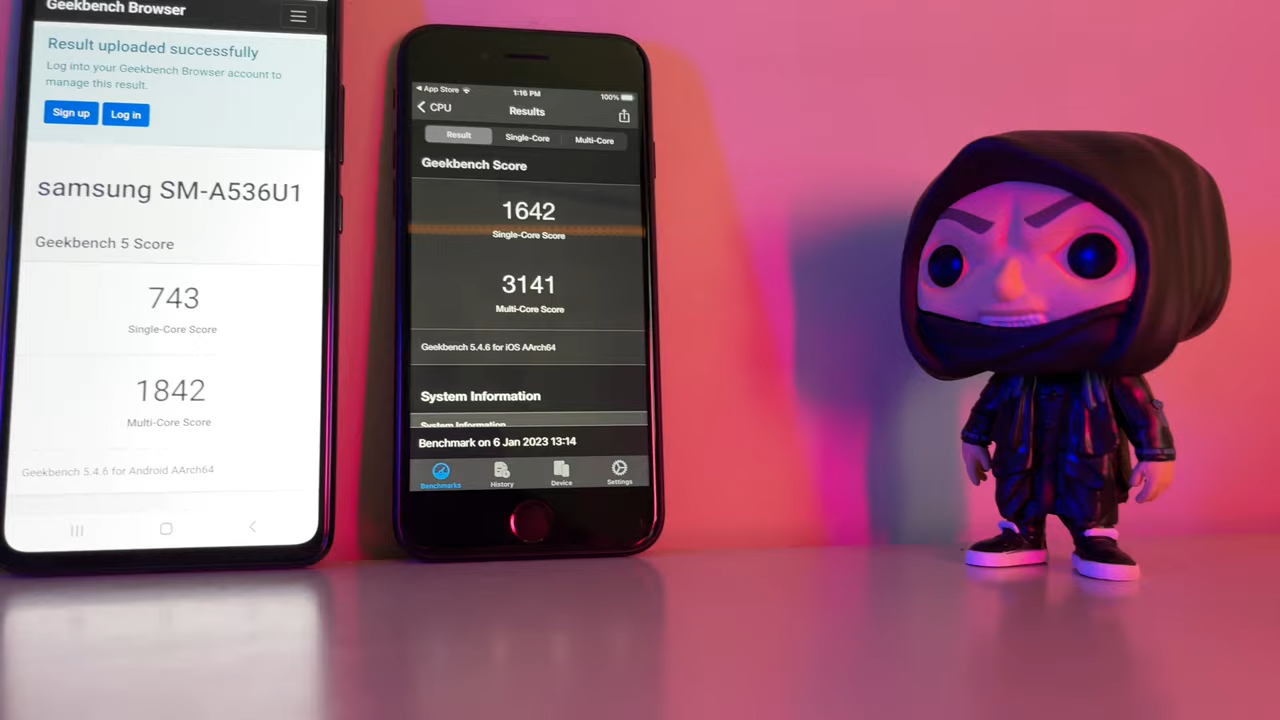 Geekbench Browser
Result uploaded successfully
Log into your Geekbench Browser account to
manage this result.
Sign up Log in
samsung SM-A536U1
Geekbench 5 Score
743
Single-Core Score
1842
Multi-Core Score
Geekbench 5.4.6 for Android AArch64
App Store 1:16 PM 100%
CPU Results
Result Single-Core Multi-Core
Geekbench Score
1642
Single-Core Score
3141
Multi-Core Score
Geekbench 5.4.6 for iOS AArch64
System Information
System Information
Benchmark on 6 Jan 2023 13:14
Benchmarks History Device Settings